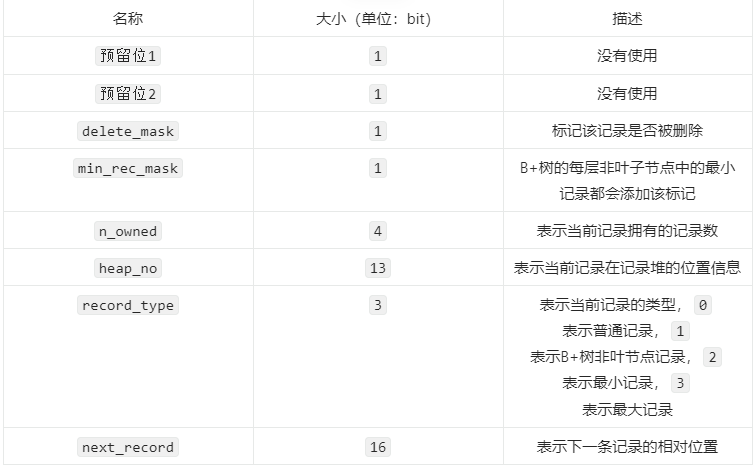 名称 大小（单位：bit） 描述
预留位1 1 没有使用
预留位2 1 没有使用
delete_mask 1 标记该记录是否被删除
min_rec_mask 1 B+树的每层非叶子节点中的最小
记录都会添加该标记
n_owned 4 表示当前记录拥有的记录数
heap_no 13 表示当前记录在记录堆的位置信息
record_type 3 表示当前记录的类型， 0
表示普通记录， 1
表示B+树非叶节点记录， 2
表示最小记录， 3
表示最大记录
next_record 16 表示下一条记录的相对位置